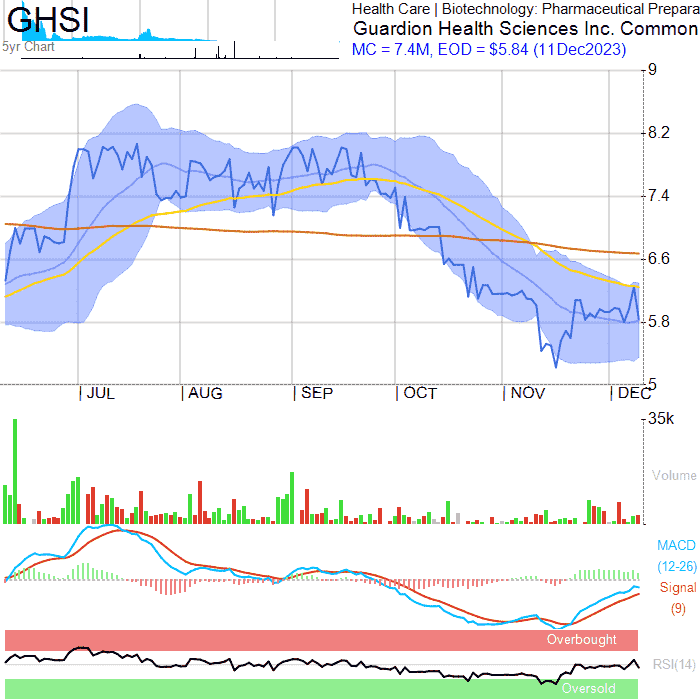 GHSI
Health Care | Biotechnology: Pharmaceutical Prepara
Guardion Health Sciences Inc. Common
MC = 7.4M, EOD = $5.84 (11Dec2023)
5yr Chart
9
8.2
7.4
6.6
5.8
5
| JUL | AUG | SEP | OCT | NOV | DEC
35k
Volume
MACD
(12-26)
Signal
(9)
Overbought
RSI(14)
Oversold